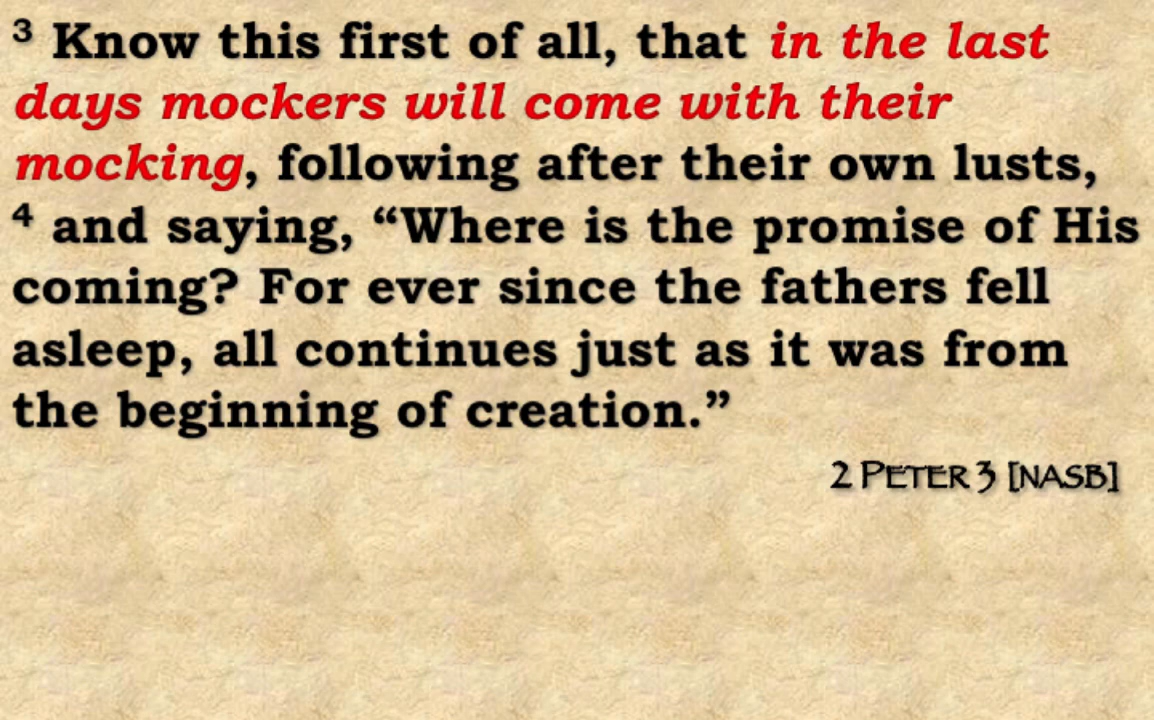 ³ Know this first of all, that in the last
days mockers will come with their
mocking, following after their own lusts,
⁴ and saying, “Where is the promise of His
coming? For ever since the fathers fell
asleep, all continues just as it was from
the beginning of creation.”
2 PETER 3 [NASB]